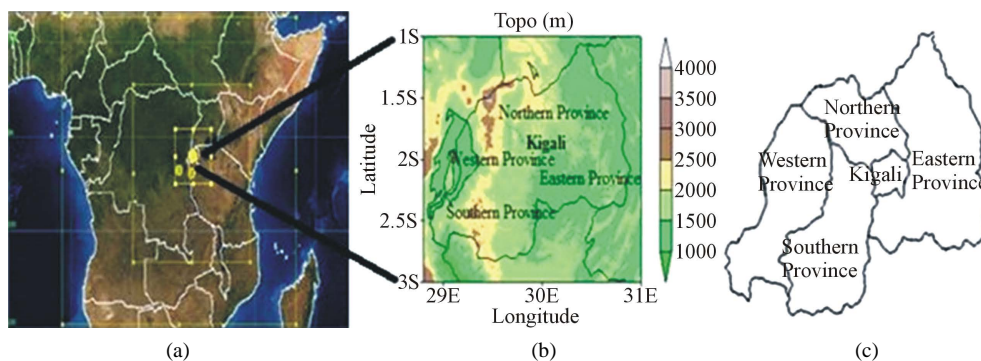 Topo (m)
1S
1.5S
2S
2.5S
3S
Latitude
29E
30E
31E
Longitude
Northern Province
Kigali
Western Province
Eastern Province
Southern Province
4000
3500
3000
2500
2000
1500
1000
Northern
Province
Western
Province
Kigali
Eastern
Province
Southern
Province
(a)
(b)
(c)